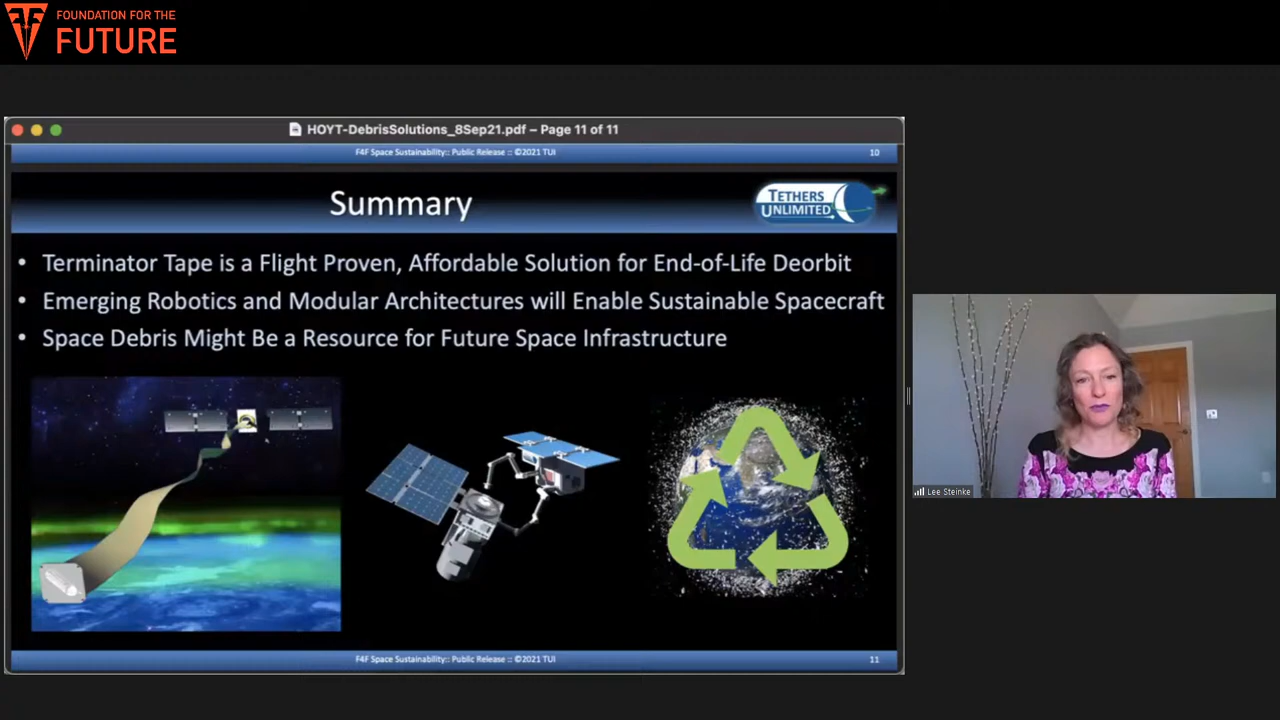 FOUNDATION FOR THE
FUTURE
HOYT-DebrisSolutions_8Sep21.pdf – Page 11 of 11
F4F Space Sustainability:: Public Release :: ©2021 TUI
10
Summary
TETHERS
UNLIMITED
• Terminator Tape is a Flight Proven, Affordable Solution for End-of-Life Deorbit
• Emerging Robotics and Modular Architectures will Enable Sustainable Spacecraft
• Space Debris Might Be a Resource for Future Space Infrastructure
Lee Steinke
F4F Space Sustainability:: Public Release :: ©2021 TUI
11